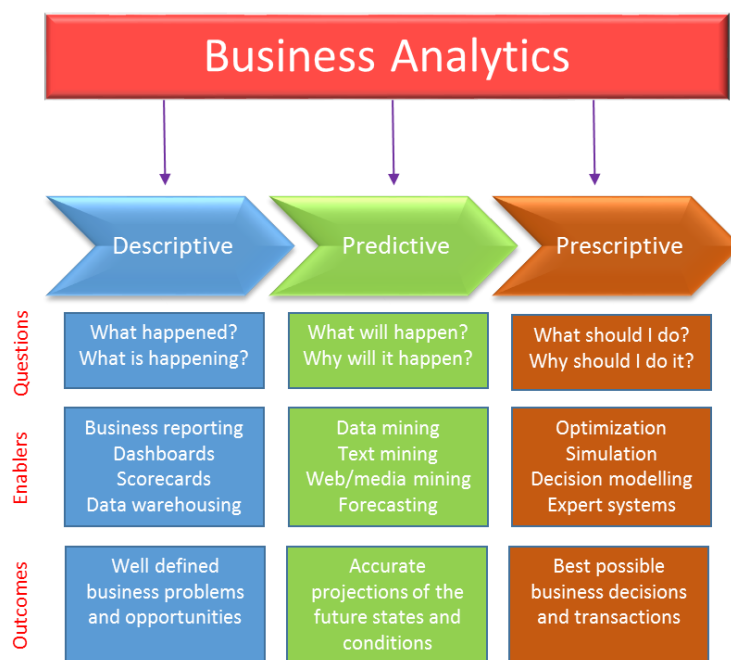 Business Analytics
Descriptive
Predictive
Prescriptive
Questions
What happened?
What is happening?
What will happen?
Why will it happen?
What should I do?
Why should I do it?
Enablers
Business reporting
Dashboards
Scorecards
Data warehousing
Data mining
Text mining
Web/media mining
Forecasting
Optimization
Simulation
Decision modelling
Expert systems
Outcomes
Well defined
business problems
and opportunities
Accurate
projections of the
future states and
conditions
Best possible
business decisions
and transactions